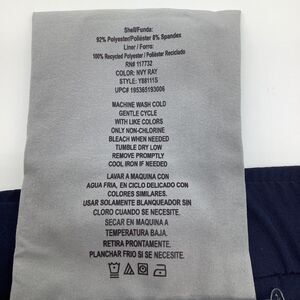 Shell/Funda:
92% Polyester/Poliéster 8% Spandex
Liner / Forro:
100% Recycled Polyester / Poliéster Reciclado
RN# 117732
COLOR: NVY RAY
STYLE: Y88111S
UPC# 195365193006
MACHINE WASH COLD
GENTLE CYCLE
WITH LIKE COLORS
ONLY NON-CHLORINE
BLEACH WHEN NEEDED
TUMBLE DRY LOW
REMOVE PROMPTLY
COOL IRON IF NEEDED
LAVAR A MAQUINA CON
AGUA FRIA, EN CICLO DELICADO CON
COLORES SIMILARES.
USAR SOLAMENTE BLANQUEADOR SIN
CLORO CUANDO SE NECESITE.
SECAR EN MAQUINA A
TEMPERATURA BAJA.
RETIRA PRONTAMENTE.
PLANCHAR FRIO SI SE NECESITE.